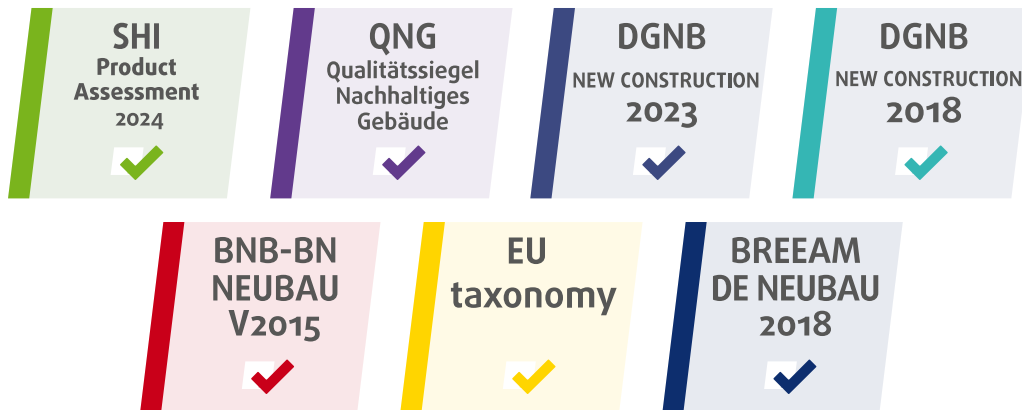 SHI
Product
Assessment
2024
QNG
Qualitätssiegel
Nachhaltiges
Gebäude
DGNB
NEW CONSTRUCTION
2023
DGNB
NEW CONSTRUCTION
2018
BNB-BN
NEUBAU
V2015
EU
taxonomy
BREEAM
DE NEUBAU
2018